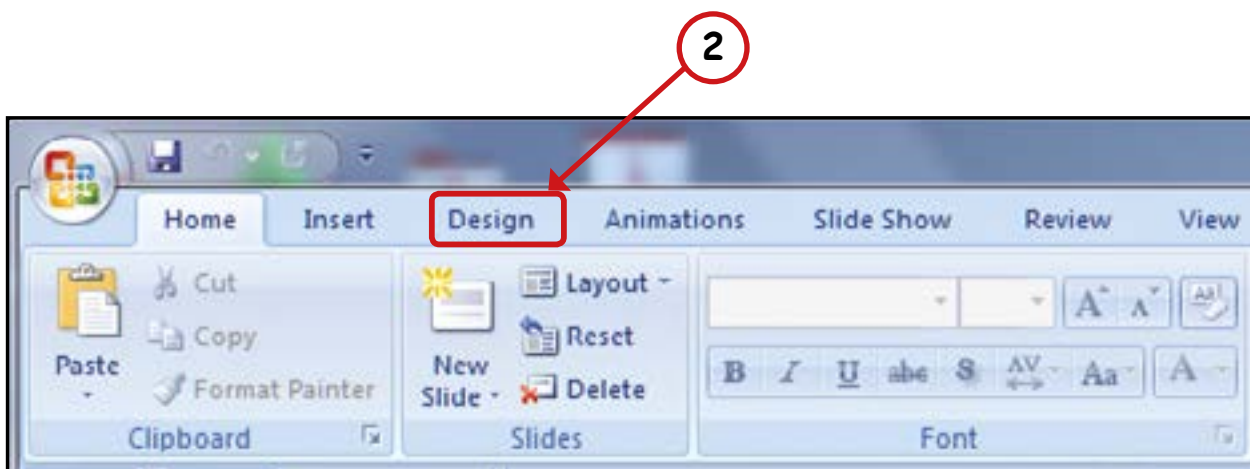 2
Home Insert Design Animations Slide Show Review View
Cut Layout
Copy Reset
Paste New
Format Painter Slide Delete
B I U abe S AV Aa A
Clipboard Slides Font